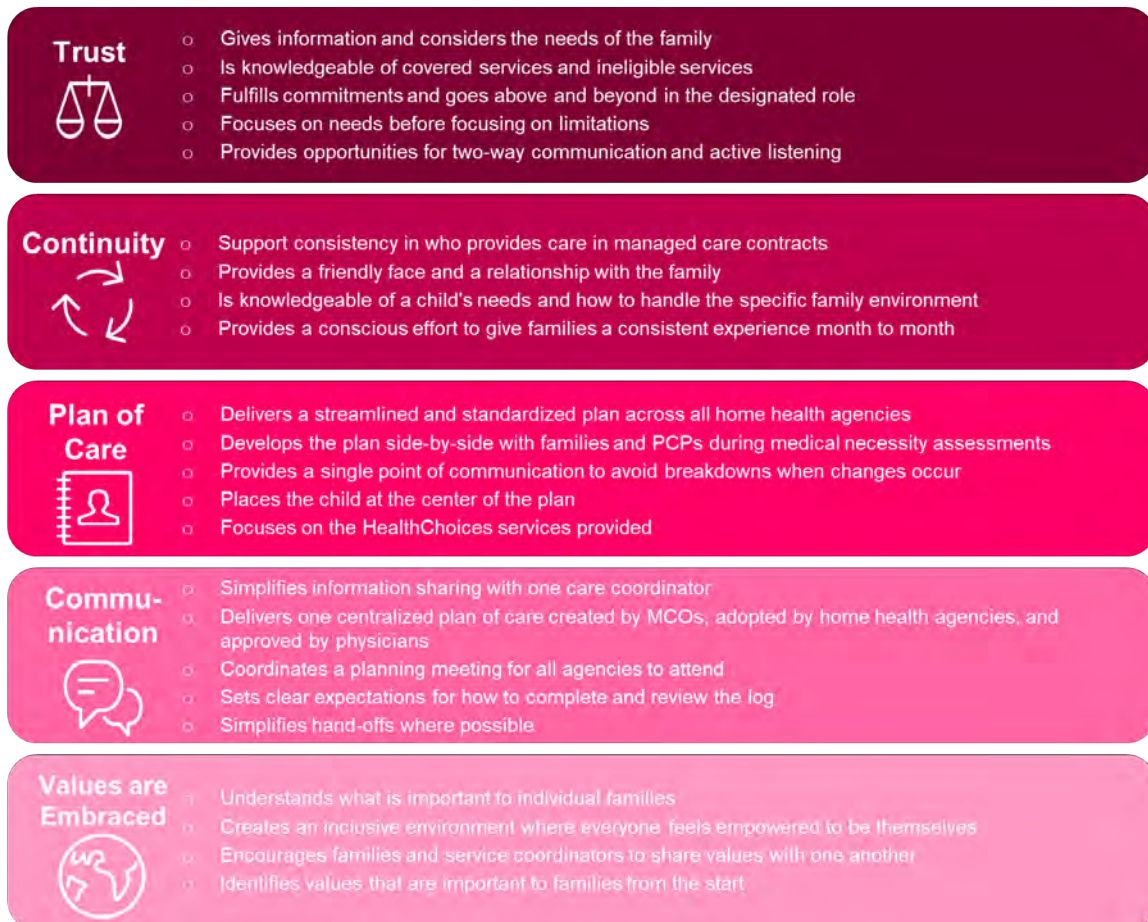 Trust
o Gives information and considers the needs of the family
o Is knowledgeable of covered services and ineligible services
o Fulfills commitments and goes above and beyond in the designated role
o Focuses on needs before focusing on limitations
o Provides opportunities for two-way communication and active listening
Continuity
o Support consistency in who provides care in managed care contracts
o Provides a friendly face and a relationship with the family
o Is knowledgeable of a child's needs and how to handle the specific family environment
o Provides a conscious effort to give families a consistent experience month to month
Plan of
Care
o Delivers a streamlined and standardized plan across all home health agencies
o Develops the plan side-by-side with families and PCPs during medical necessity assessments
o Provides a single point of communication to avoid breakdowns when changes occur
o Places the child at the center of the plan
o Focuses on the HealthChoices services provided
Commu-
nication
o Simplifies information sharing with one care coordinator
o Delivers one centralized plan of care created by MCOs, adopted by home health agencies, and
approved by physicians
o Coordinates a planning meeting for all agencies to attend
o Sets clear expectations for how to complete and review the log
o Simplifies hand-offs where possible
Values are
Embraced
o Understands what is important to individual families
o Creates an inclusive environment where everyone feels empowered to be themselves
o Encourages families and service coordinators to share values with one another
o Identifies values that are important to families from the start